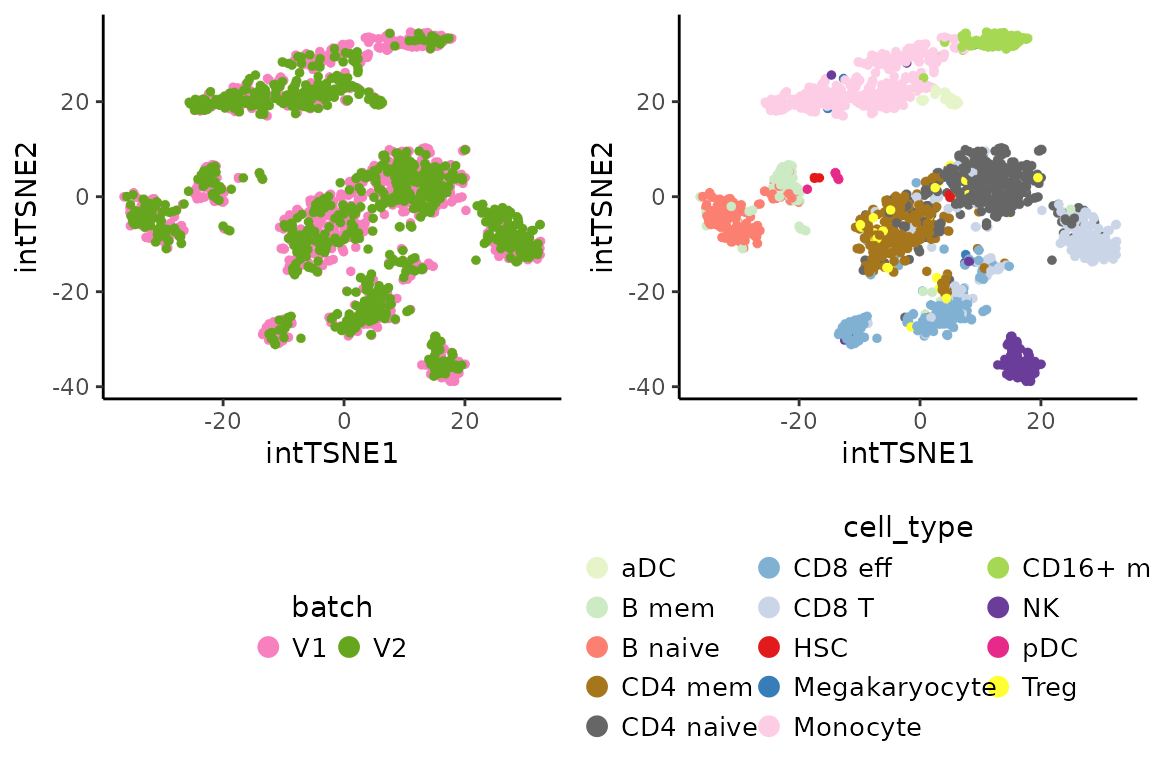 intTSNE2
20
0
-20
-40
-20
0
20
intTSNE1
intTSNE2
20
0
-20
-40
-20
0
20
intTSNE1
batch
V1
V2
cell_type
aDC
B mem
B naive
CD4 mem
CD4 naive
CD8 eff
CD8 T
HSC
Megakaryocyte
Monocyte
CD16+ m
NK
pDC
Treg